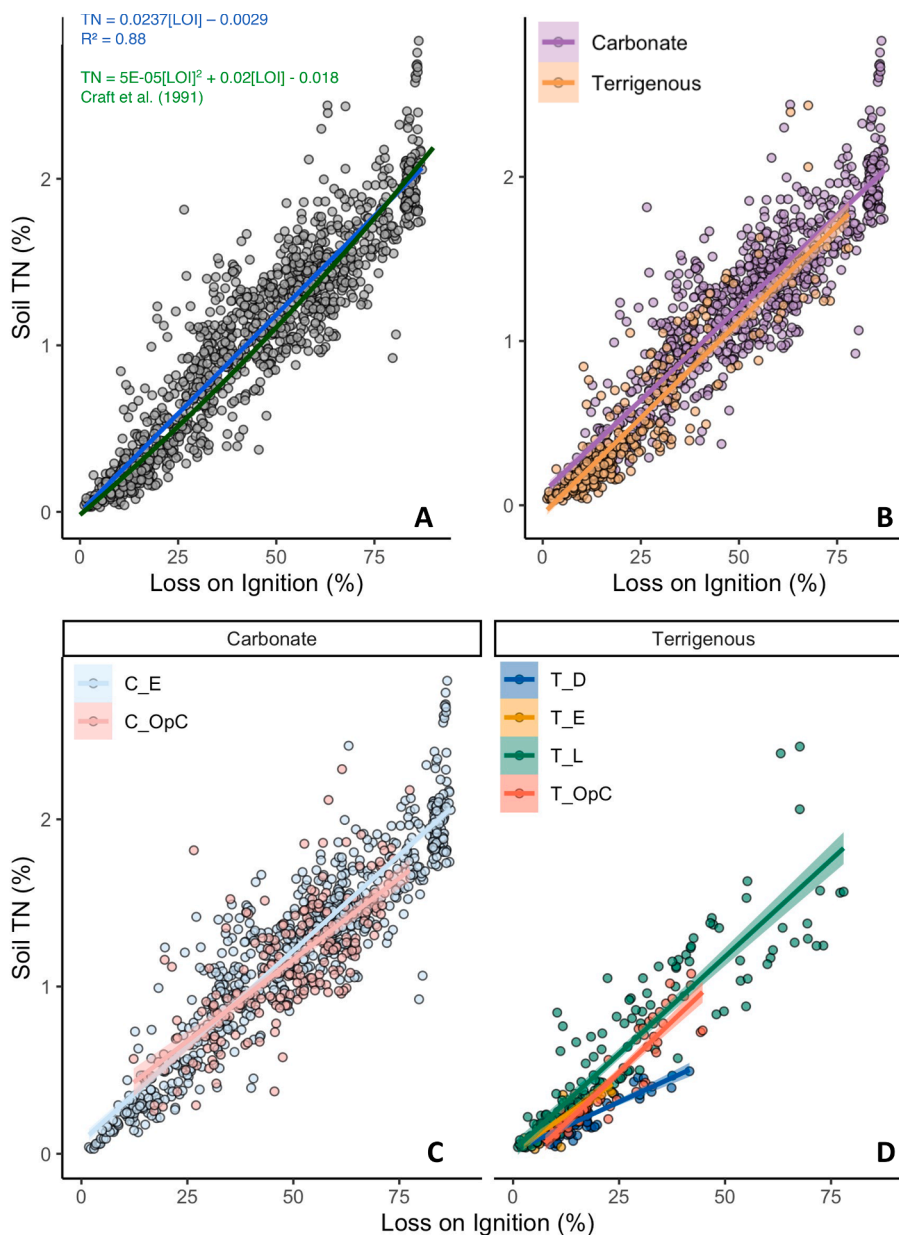 TN = 0.0237[LOI] – 0.0029
R² = 0.88
TN = 5E-05[LOI]² + 0.02[LOI] - 0.018
Craft et al. (1991)
Soil TN (%)
2
1
0
0 25 50 75
Loss on Ignition (%)
A
Carbonate
Terrigenous
2
1
0
0 25 50 75
Loss on Ignition (%)
B
Carbonate
C_E
C_OpC
Soil TN (%)
2
1
0
0 25 50 75
C
Terrigenous
T_D
T_E
T_L
T_OpC
0 25 50 75
D
Loss on Ignition (%)